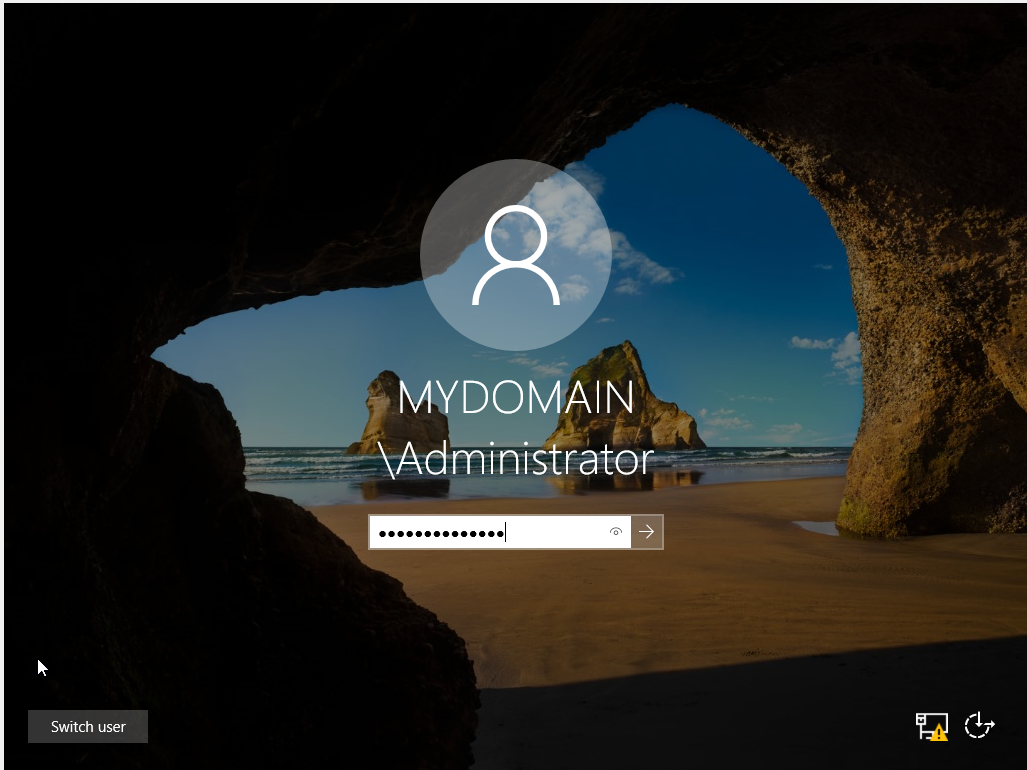 MYDOMAIN
\Administrator
••••••••••••••
Switch user